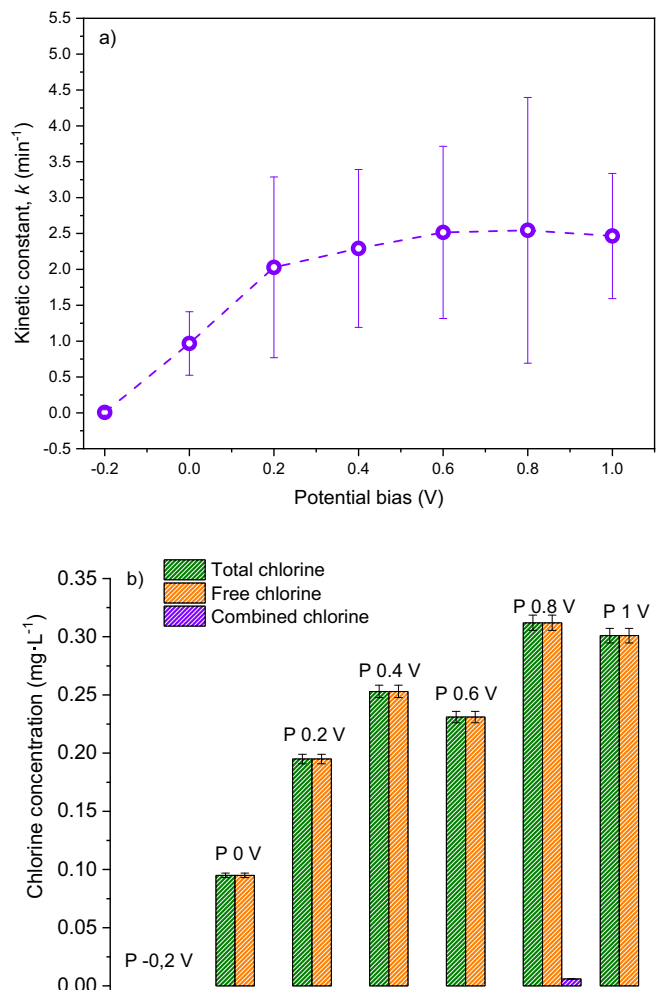 a)
5.5
5.0
4.5
4.0
3.5
3.0
2.5
2.0
1.5
1.0
0.5
0.0
-0.5
Kinetic constant, k (min⁻¹)
-0.2 0.0 0.2 0.4 0.6 0.8 1.0
Potential bias (V)
b)
Total chlorine
Free chlorine
Combined chlorine
0.35
0.30
0.25
0.20
0.15
0.10
0.05
0.00
Chlorine concentration (mg·L⁻¹)
P -0,2 V
P 0 V
P 0.2 V
P 0.4 V
P 0.6 V
P 0.8 V
P 1 V